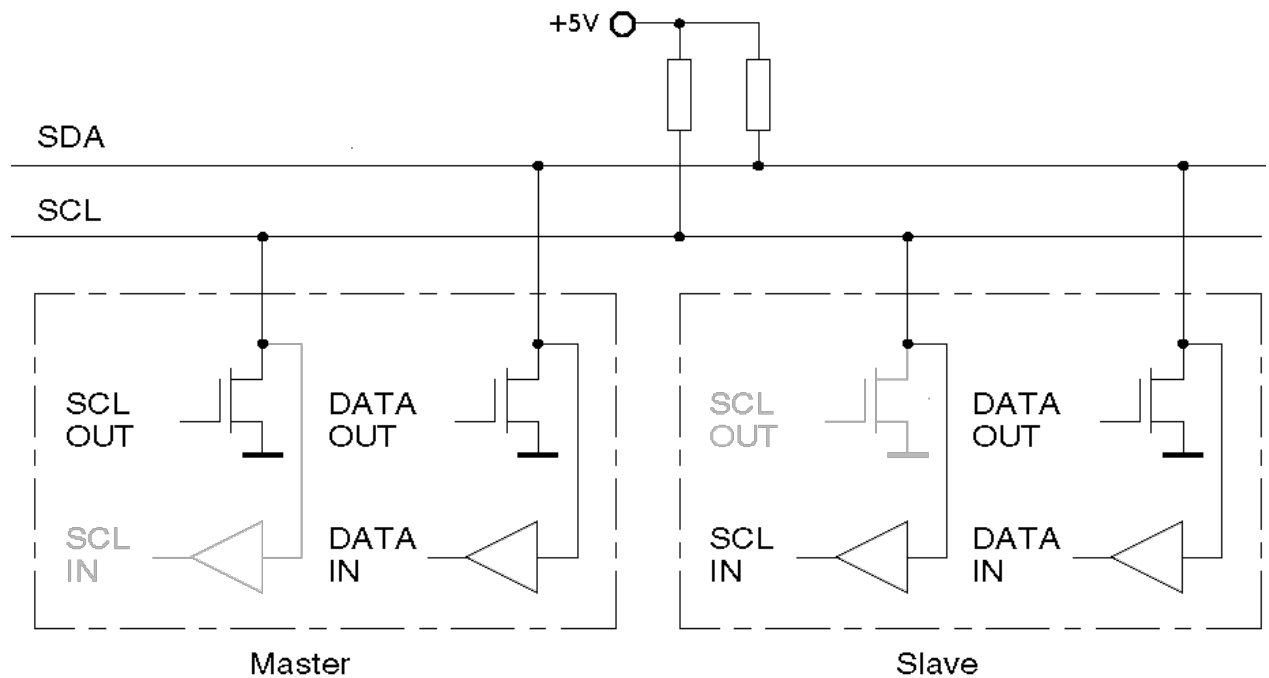 +5V
SDA
SCL
SCL
OUT
DATA
OUT
SCL
OUT
DATA
OUT
SCL
IN
DATA
IN
SCL
IN
DATA
IN
Master
Slave